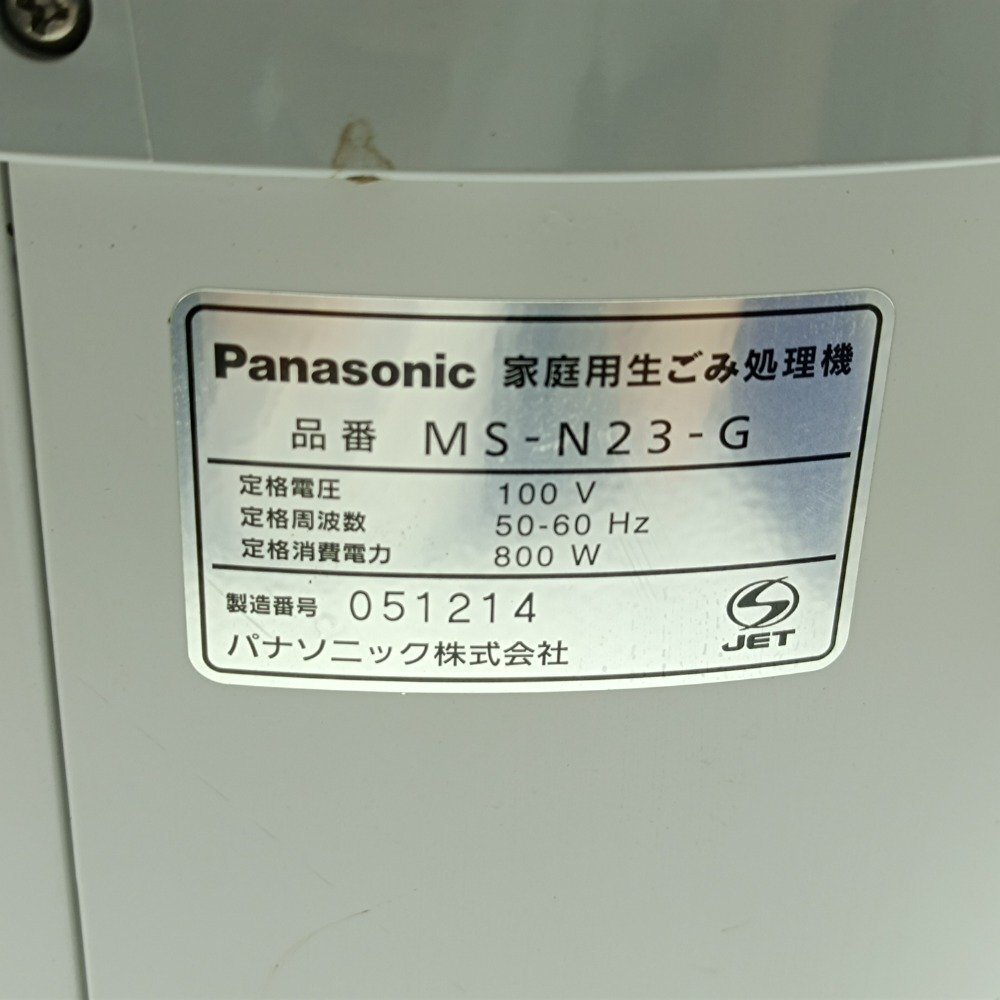 Panasonic 家庭用生ごみ処理機
品番 MS-N23-G
定格電圧 100 V
定格周波数 50-60 Hz
定格消費電力 800 W
製造番号 051214
パナソニック株式会社
JET